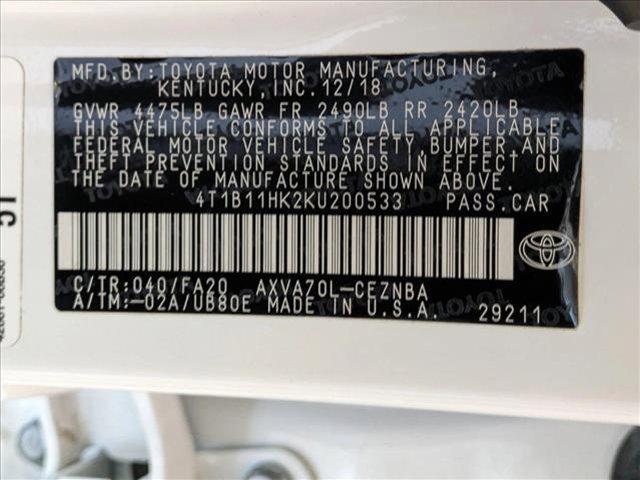 MFD.BY:TOYOTA MOTOR MANUFACTURING,
KENTUCKY,INC.12/18
GVWR 4475LB GAWR FR 2490LB RR 2420LB
THIS VEHICLE CONFORMS TO ALL APPLICABLE
FEDERAL MOTOR VEHICLE SAFETY, BUMPER AND
THEFT PREVENTION STANDARDS IN EFFECT ON
THE DATE OF MANUFACTURE SHOWN ABOVE.
4T1B11HK2KU200533 PASS.CAR
C/TR:040/FA20 AXVA70L-CEZNBA
A/TM:-02A/UB80E MADE IN U.S.A. 29211